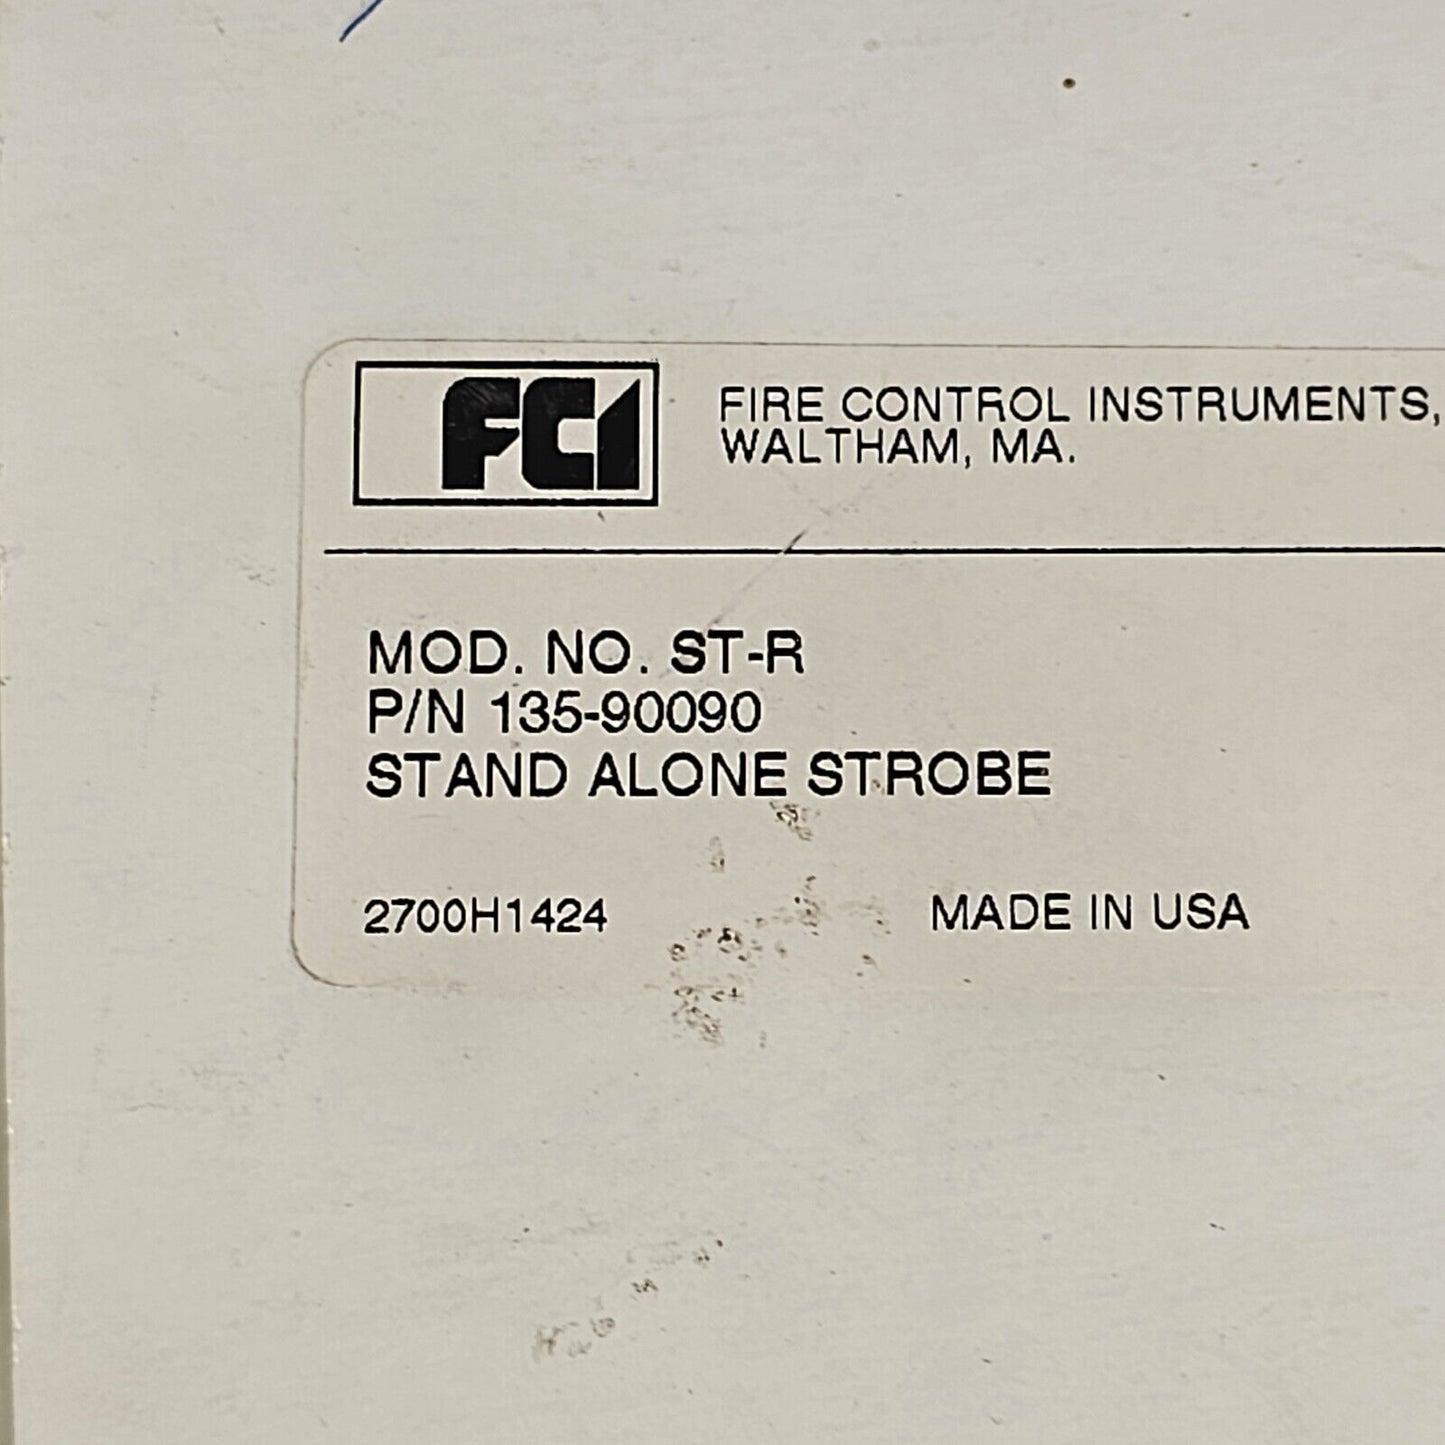 FCI
FIRE CONTROL INSTRUMENTS,
WALTHAM, MA.
MOD. NO. ST-R
P/N 135-90090
STAND ALONE STROBE
2700H1424 MADE IN USA